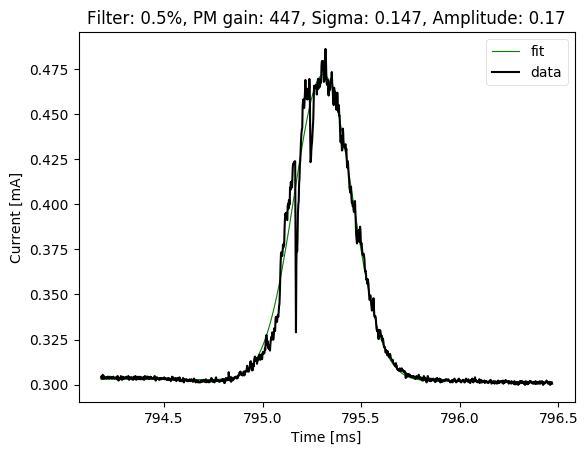 Filter: 0.5%, PM gain: 447, Sigma: 0.147, Amplitude: 0.17
fit
data
0.475
0.450
0.425
0.400
0.375
0.350
0.325
0.300
Current [mA]
794.5 795.0 795.5 796.0 796.5
Time [ms]